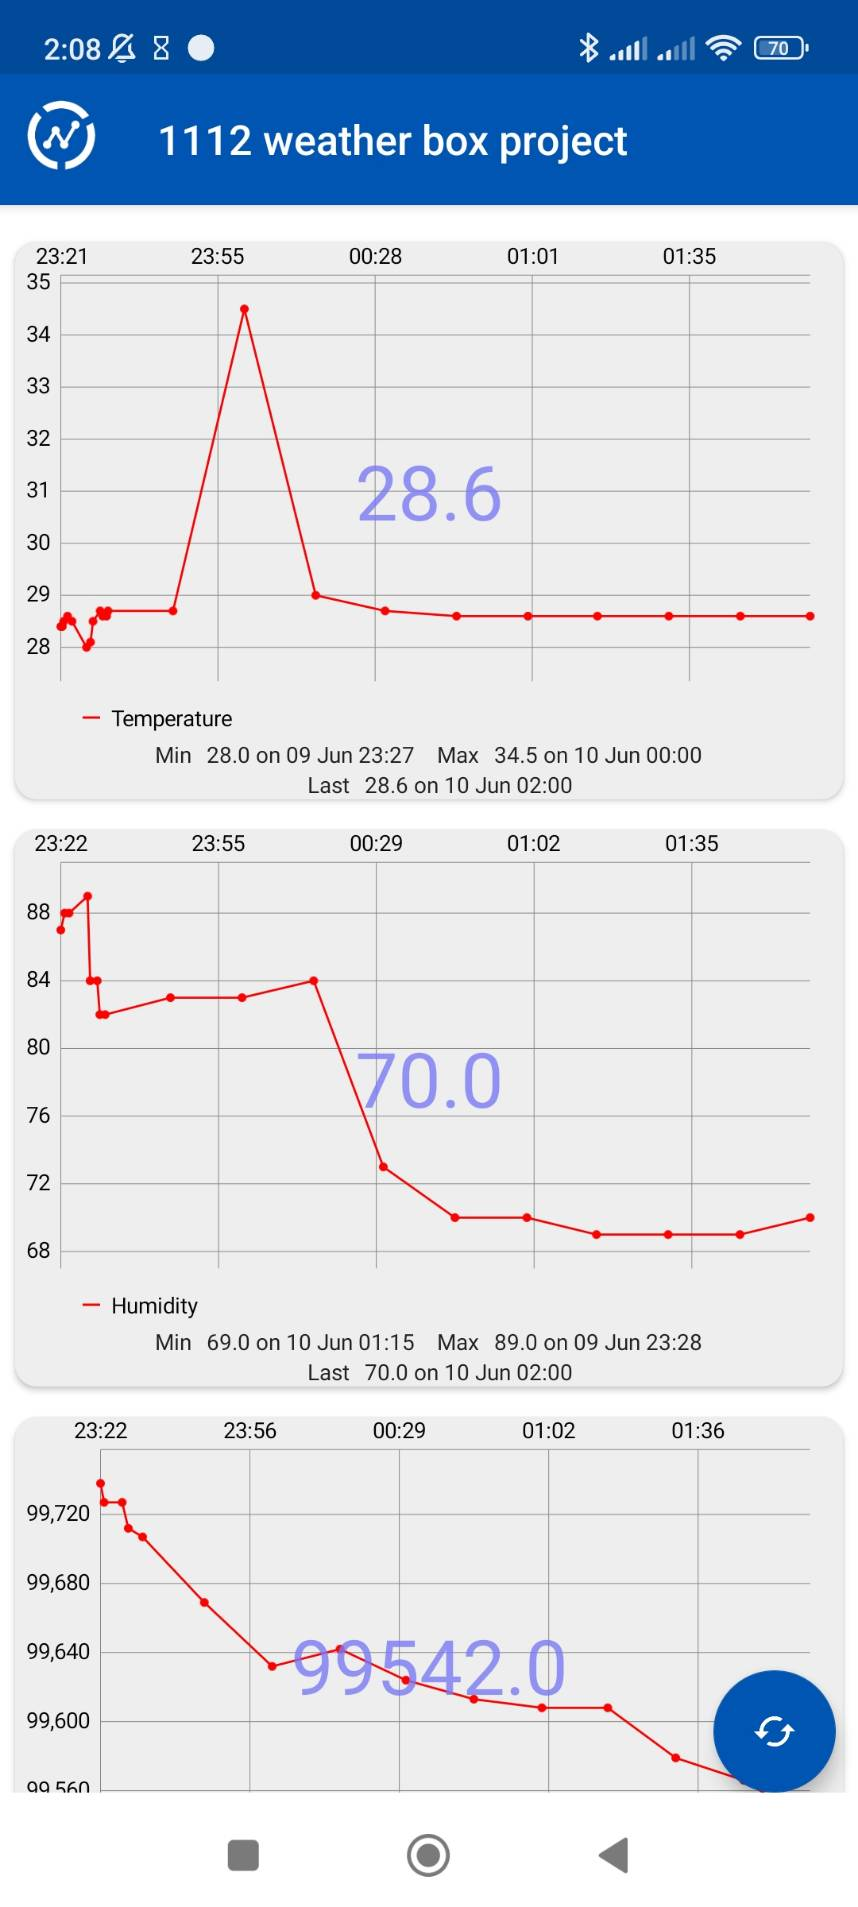 2:08
70
1112 weather box project
23:21 23:55 00:28 01:01 01:35
35
34
33
32
31
30
29
28
28.6
Temperature
Min 28.0 on 09 Jun 23:27 Max 34.5 on 10 Jun 00:00
Last 28.6 on 10 Jun 02:00
23:22 23:55 00:29 01:02 01:35
88
84
80
76
72
68
70.0
Humidity
Min 69.0 on 10 Jun 01:15 Max 89.0 on 09 Jun 23:28
Last 70.0 on 10 Jun 02:00
23:22 23:56 00:29 01:02 01:36
99,720
99,680
99,640
99,600
99,560
99542.0